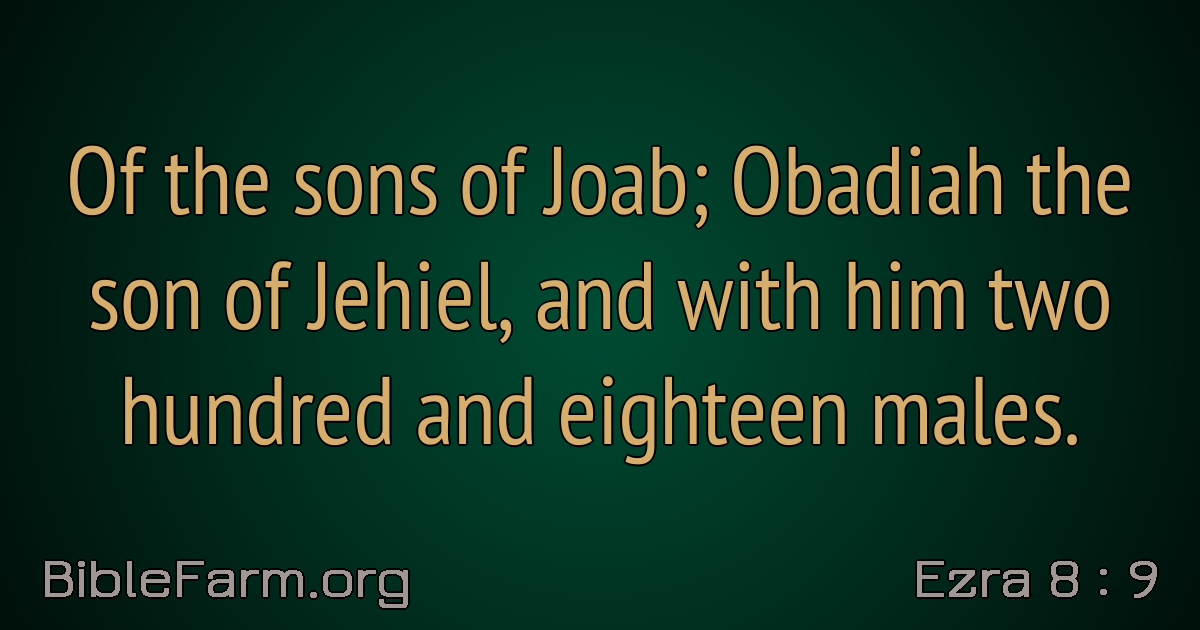 Of the sons of Joab; Obadiah the
son of Jehiel, and with him two
hundred and eighteen males.
BibleFarm.org
Ezra 8 : 9